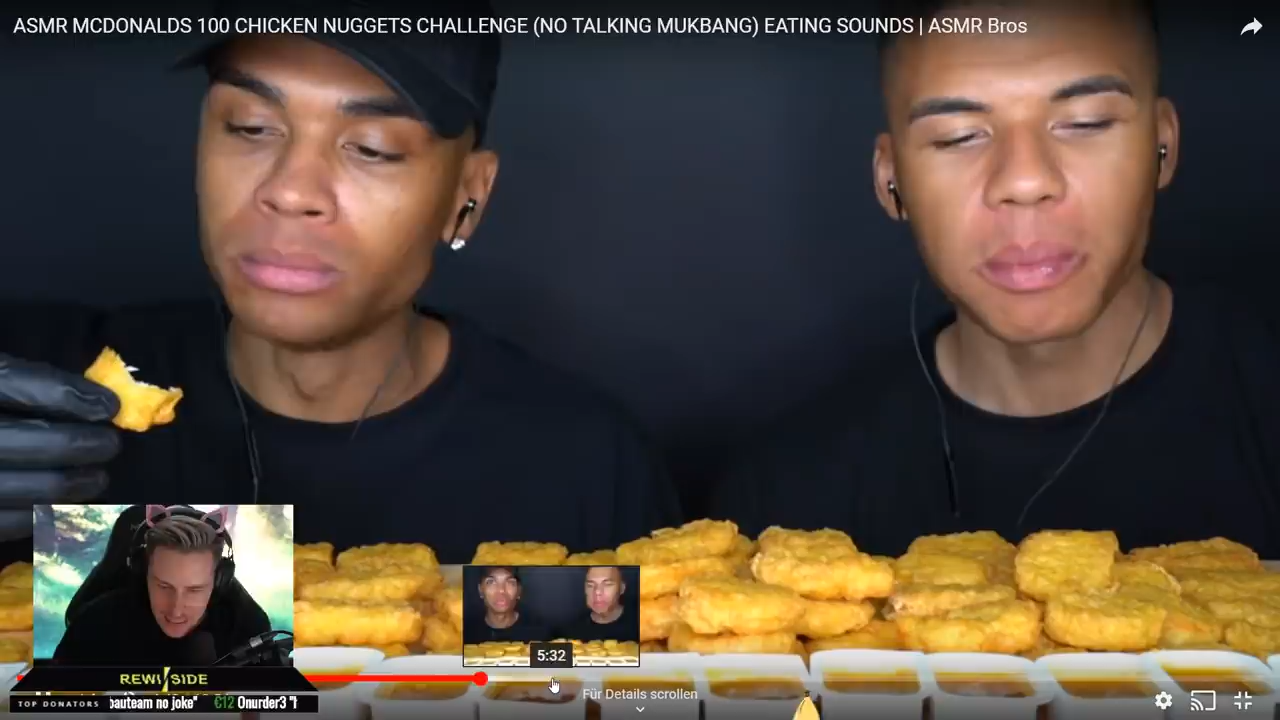 ASMR MCDONALDS 100 CHICKEN NUGGETS CHALLENGE (NO TALKING MUKBANG) EATING SOUNDS | ASMR Bros
5:32
REWI SIDE
Für Details scrollen
TOP DONATORS bauteam no joke" €12 Onurder3 "I